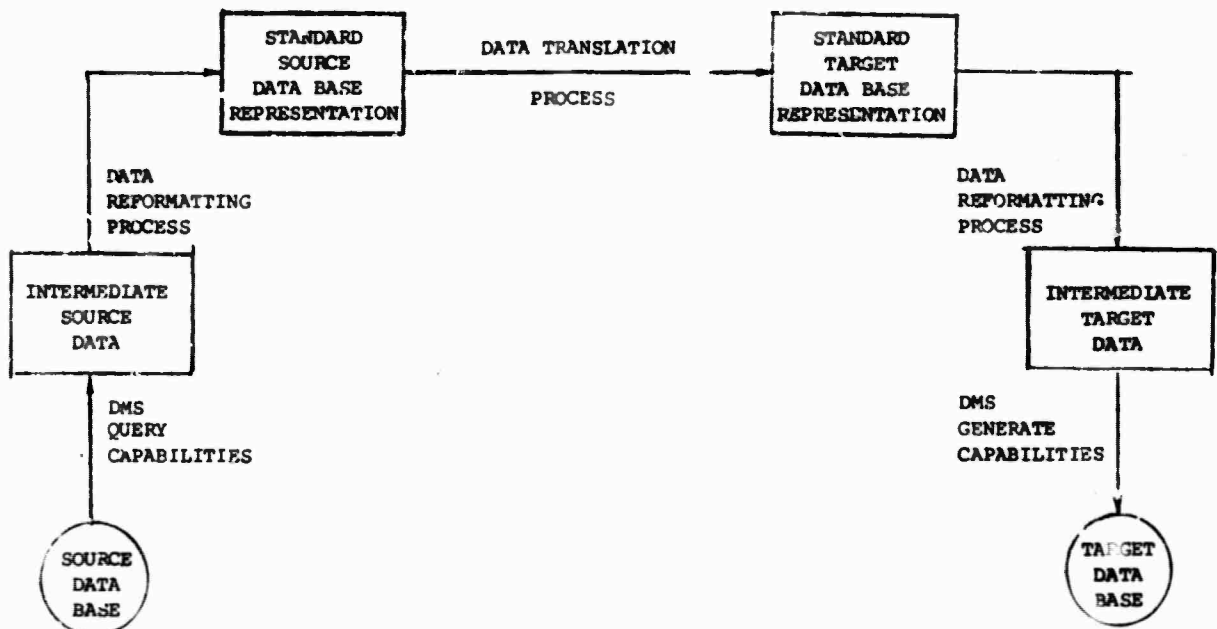 STANDARD
SOURCE
DATA BASE
REPRESENTATION
DATA TRANSLATION
PROCESS
STANDARD
TARGET
DATA BASE
REPRESENTATION
DATA
REFORMATTING
PROCESS
DATA
REFORMATTING
PROCESS
INTERMEDIATE
SOURCE
DATA
INTERMEDIATE
TARGET
DATA
DMS
QUERY
CAPABILITIES
DMS
GENERATE
CAPABILITIES
SOURCE
DATA
BASE
TARGET
DATA
BASE